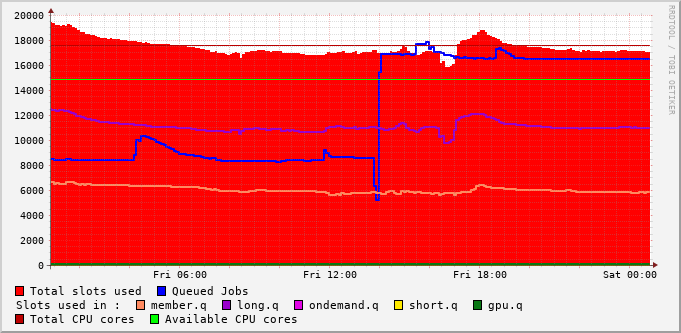 20000
18000
16000
14000
12000
10000
8000
6000
4000
2000
0
Fri 06:00 Fri 12:00 Fri 18:00 Sat 00:00
RRDTOOL / TOBI OETIKER
Total slots used Queued Jobs
Slots used in : member.q long.q ondemand.q short.q gpu.q
Total CPU cores Available CPU cores